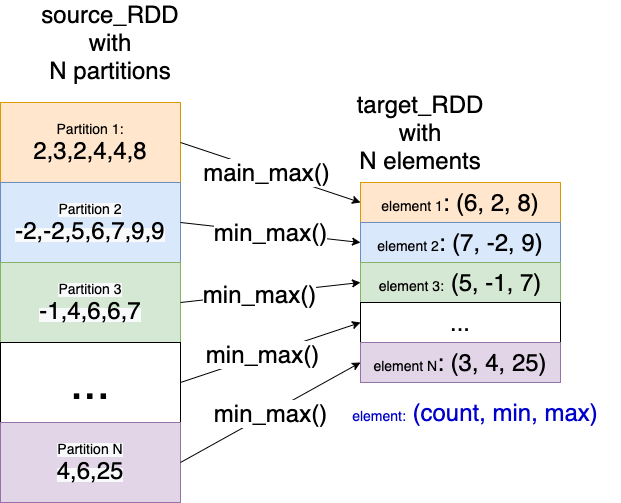 source_RDD
with
N partitions
Partition 1:
2,3,2,4,4,8
Partition 2
-2,-2,5,6,7,9,9
Partition 3
-1,4,6,6,7
...
Partition N
4,6,25
main_max()
min_max()
min_max()
min_max()
min_max()
target_RDD
with
N elements
element 1: (6, 2, 8)
element 2: (7, -2, 9)
element 3: (5, -1, 7)
...
element N: (3, 4, 25)
element: (count, min, max)